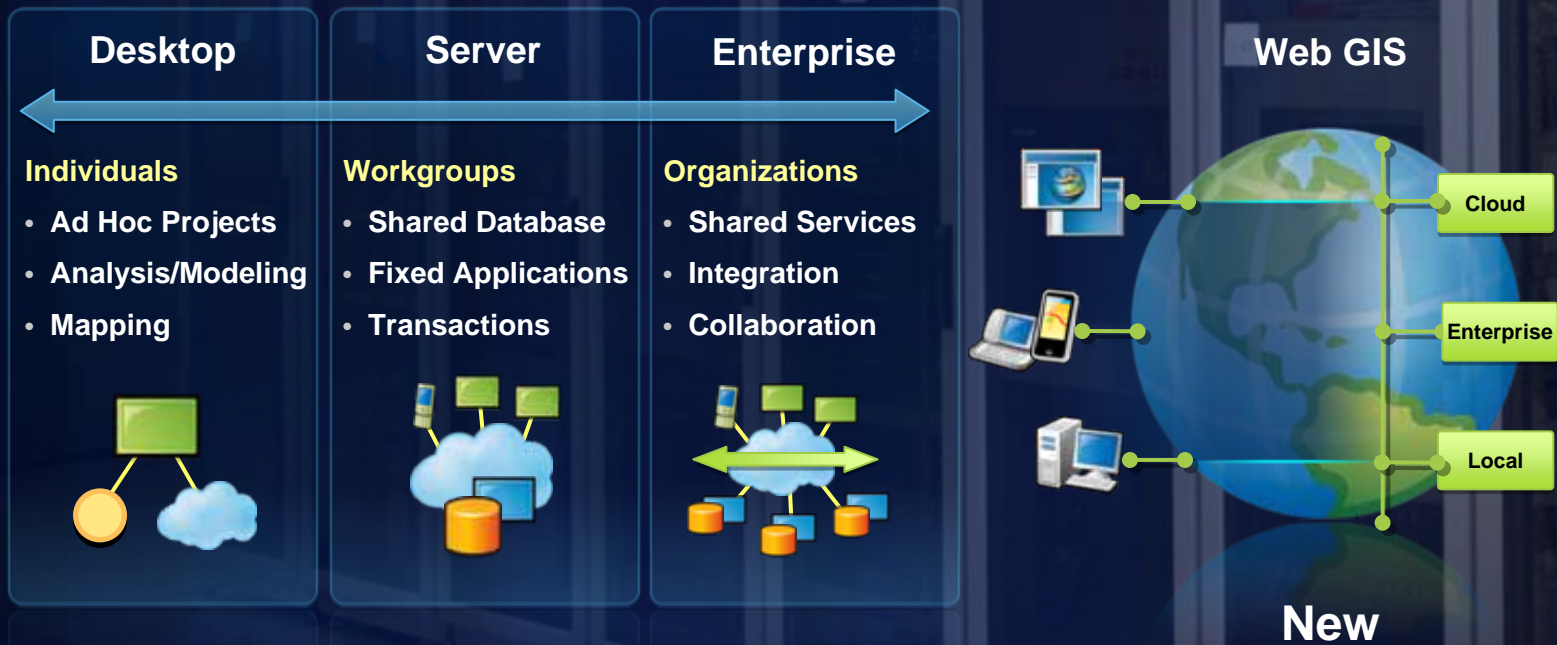 Desktop
Individuals
• Ad Hoc Projects
• Analysis/Modeling
• Mapping
Server
Workgroups
• Shared Database
• Fixed Applications
• Transactions
Enterprise
Organizations
• Shared Services
• Integration
• Collaboration
Web GIS
Cloud
Enterprise
Local
New